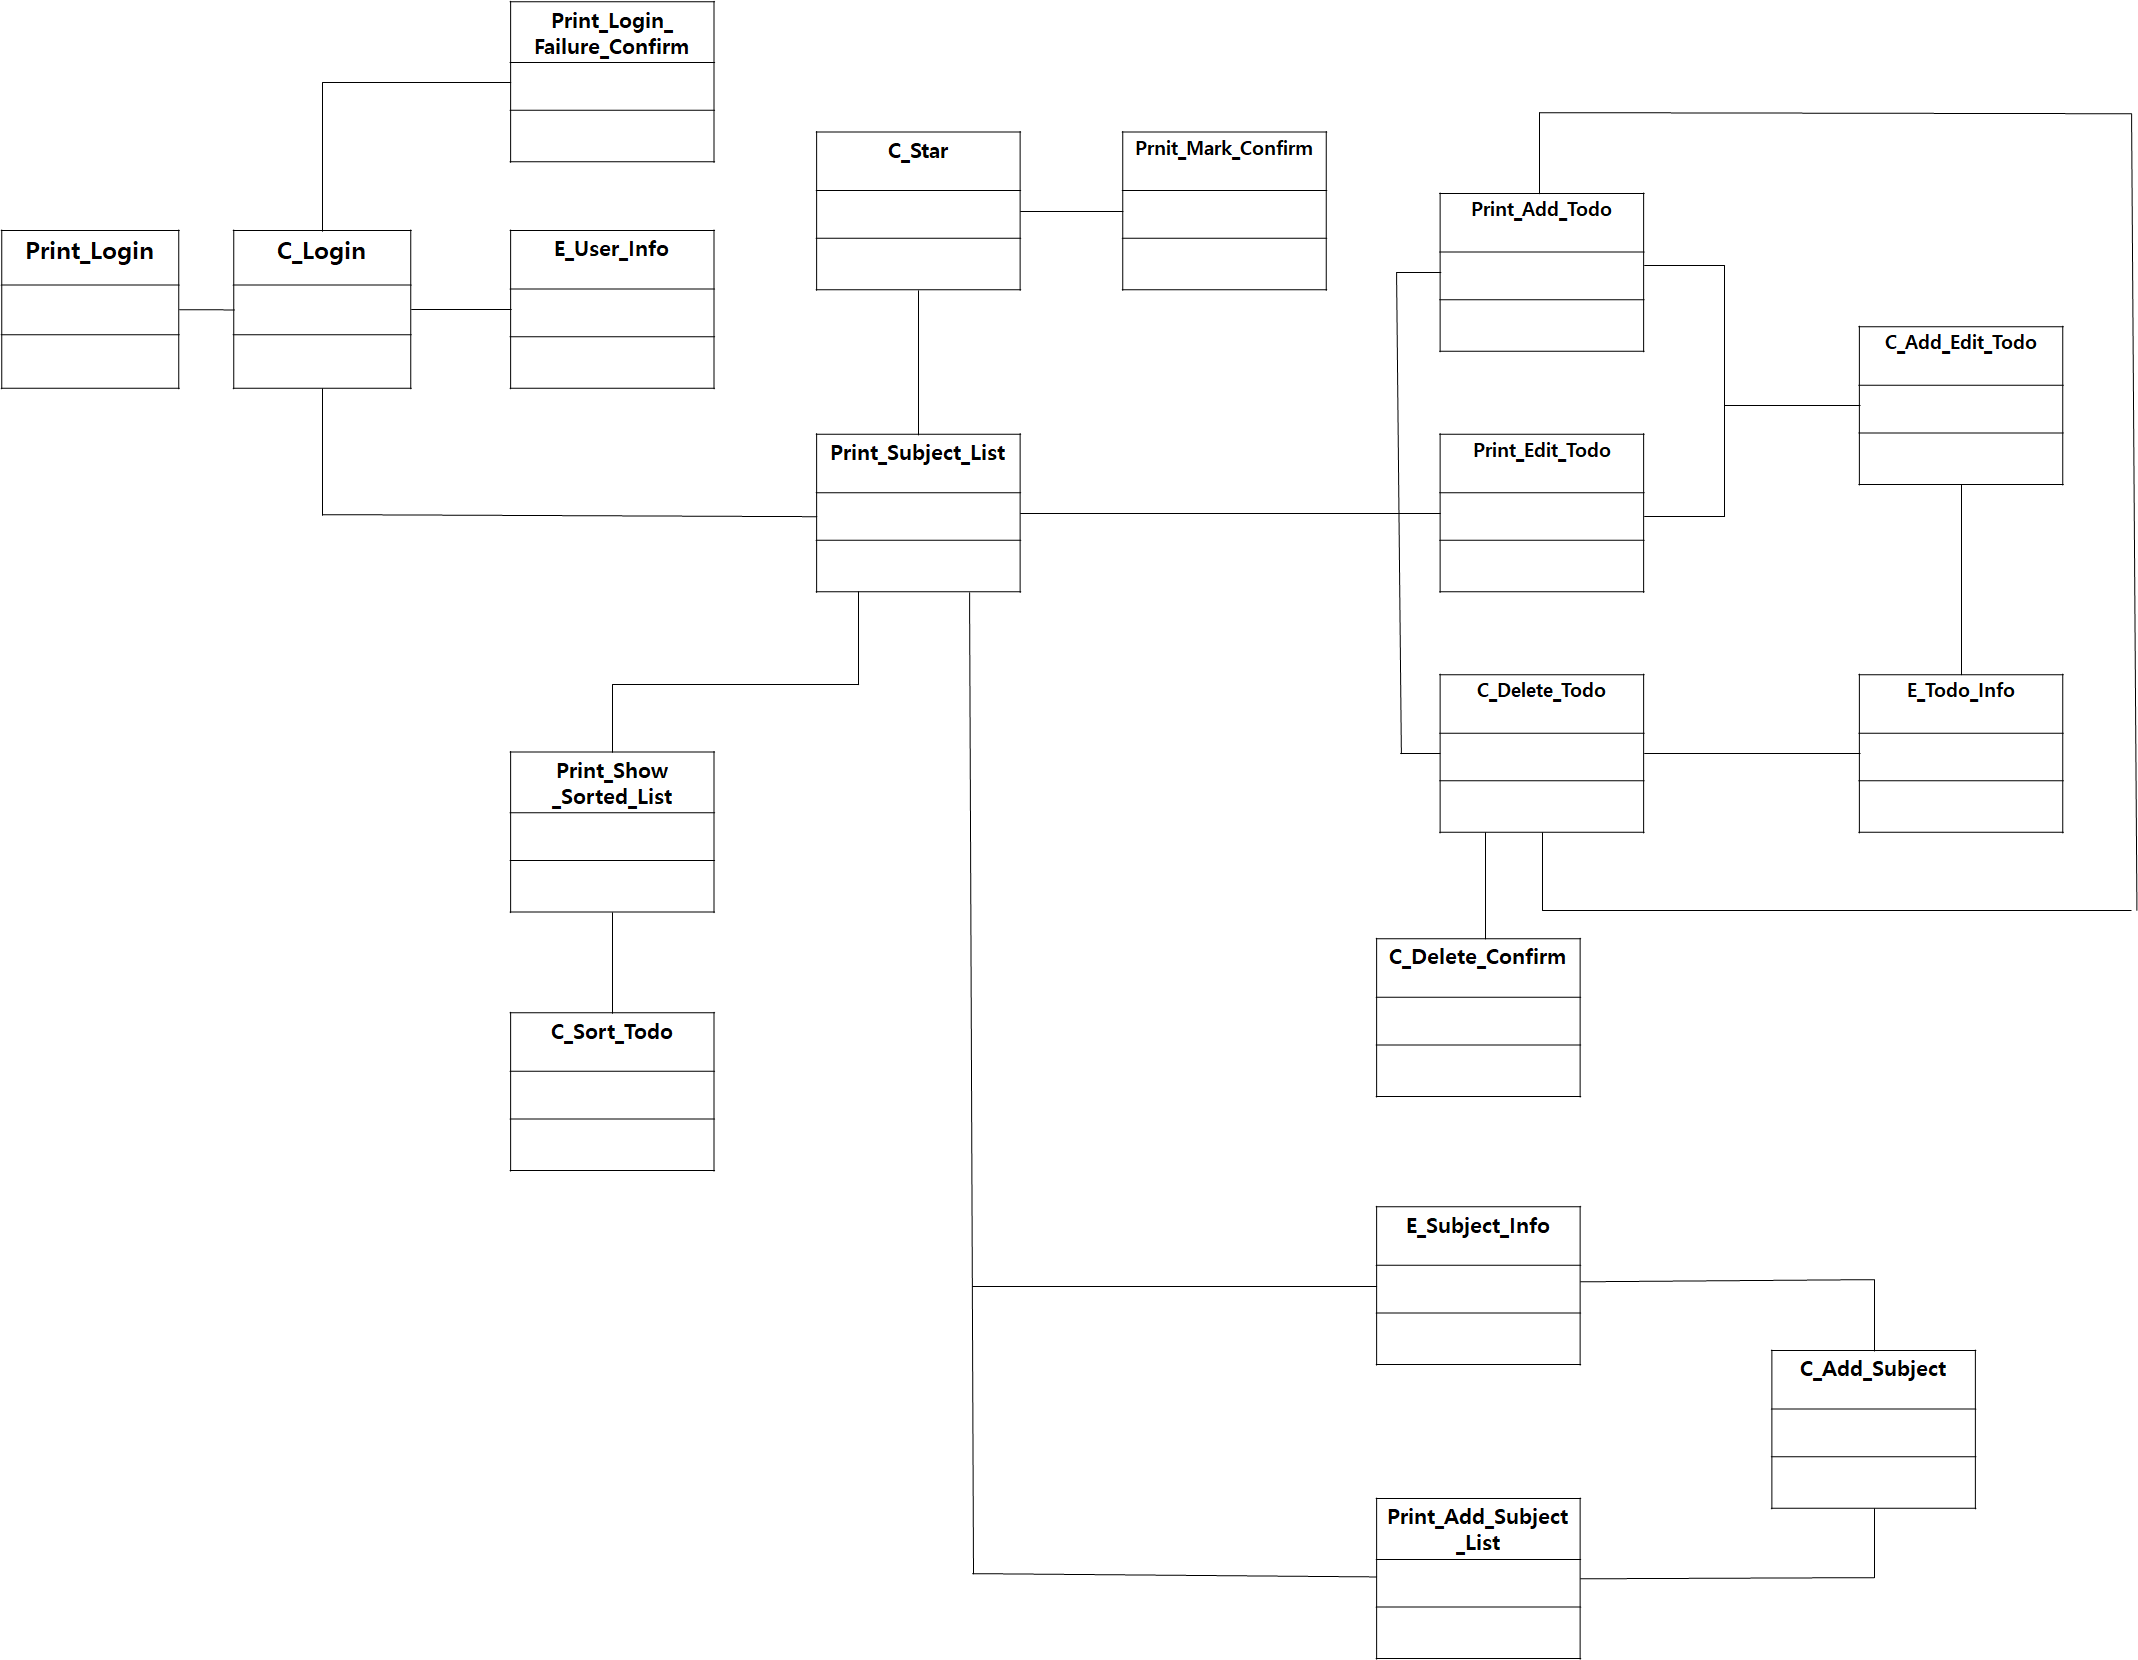 Print_Login_
Failure_Confirm
C_Star
Prnit_Mark_Confirm
Print_Add_Todo
Print_Login
C_Login
E_User_Info
C_Add_Edit_Todo
Print_Subject_List
Print_Edit_Todo
C_Delete_Todo
E_Todo_Info
Print_Show
_Sorted_List
C_Delete_Confirm
C_Sort_Todo
E_Subject_Info
C_Add_Subject
Print_Add_Subject
_List